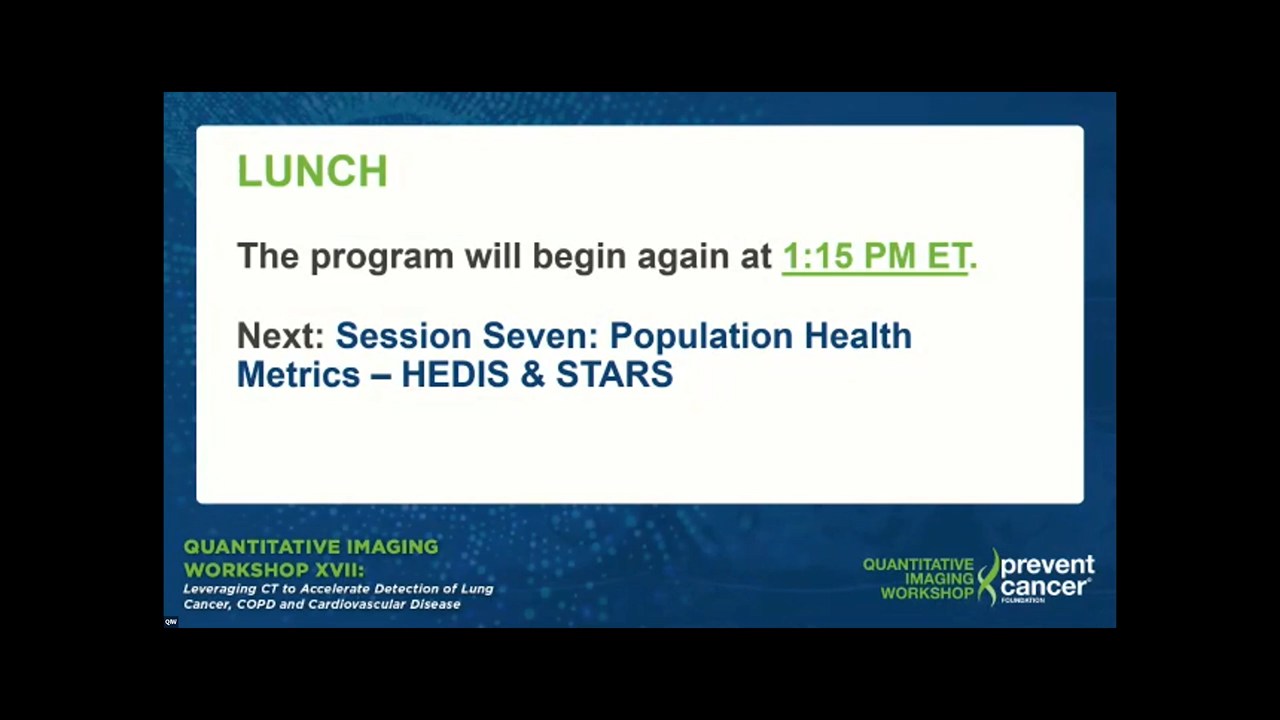 LUNCH
The program will begin again at 1:15 PM ET.
Next: Session Seven: Population Health
Metrics – HEDIS & STARS
QUANTITATIVE IMAGING
WORKSHOP XVII:
Leveraging CT to Accelerate Detection of Lung
Cancer, COPD and Cardiovascular Disease
QIW
QUANTITATIVE
IMAGING
WORKSHOP
prevent
cancer®
FOUNDATION